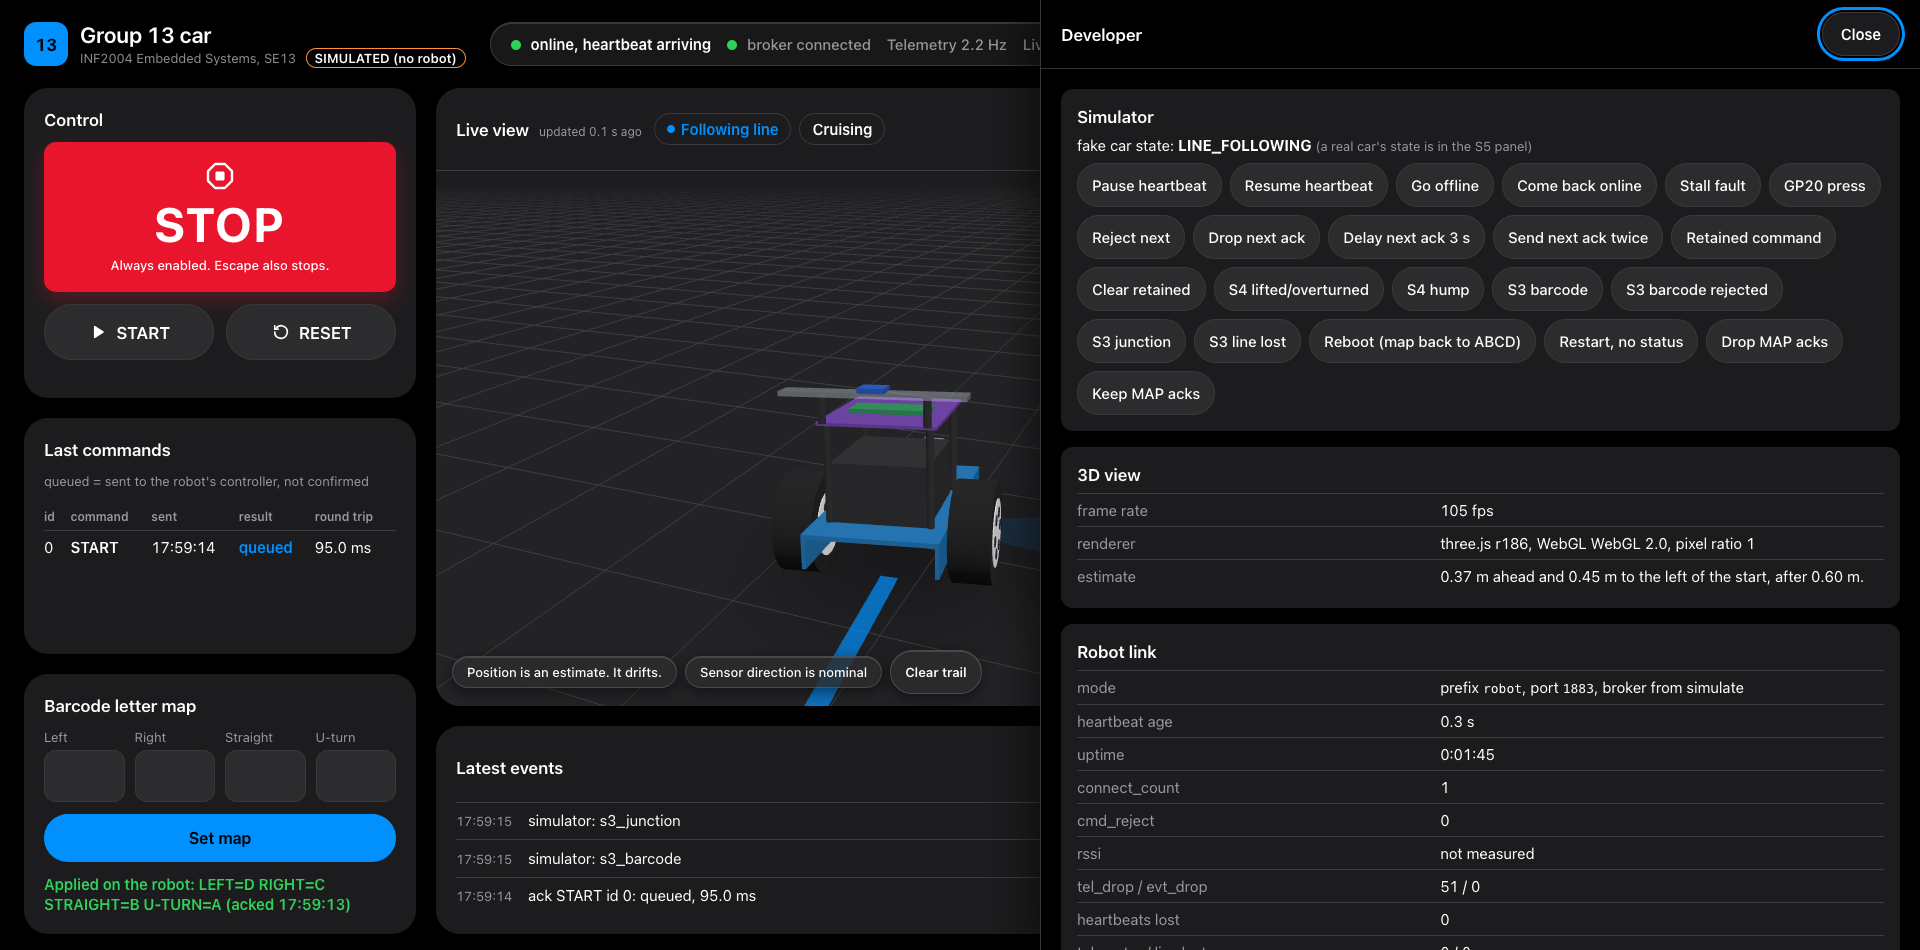 13
Group 13 car
INF2004 Embedded Systems, SE13
SIMULATED (no robot)
online, heartbeat arriving
broker connected
Telemetry 2.2 Hz
Control
STOP
Always enabled. Escape also stops.
START
RESET
Last commands
queued = sent to the robot's controller, not confirmed
id command sent result round trip
0 START 17:59:14 queued 95.0 ms
Barcode letter map
Left Right Straight U-turn
Set map
Applied on the robot: LEFT=D RIGHT=C
STRAIGHT=B U-TURN=A (acked 17:59:13)
Live view updated 0.1 s ago
Following line
Cruising
Position is an estimate. It drifts.
Sensor direction is nominal
Clear trail
Latest events
17:59:15 simulator: s3_junction
17:59:15 simulator: s3_barcode
17:59:14 ack START id 0: queued, 95.0 ms
Developer
Close
Simulator
fake car state: LINE_FOLLOWING (a real car's state is in the S5 panel)
Pause heartbeat Resume heartbeat Go offline Come back online Stall fault GP20 press
Reject next Drop next ack Delay next ack 3 s Send next ack twice Retained command
Clear retained S4 lifted/overturned S4 hump S3 barcode S3 barcode rejected
S3 junction S3 line lost Reboot (map back to ABCD) Restart, no status Drop MAP acks
Keep MAP acks
3D view
frame rate 105 fps
renderer three.js r186, WebGL WebGL 2.0, pixel ratio 1
estimate 0.37 m ahead and 0.45 m to the left of the start, after 0.60 m.
Robot link
mode prefix robot, port 1883, broker from simulate
heartbeat age 0.3 s
uptime 0:01:45
connect_count 1
cmd_reject 0
rssi not measured
tel_drop / evt_drop 51 / 0
heartbeats lost 0